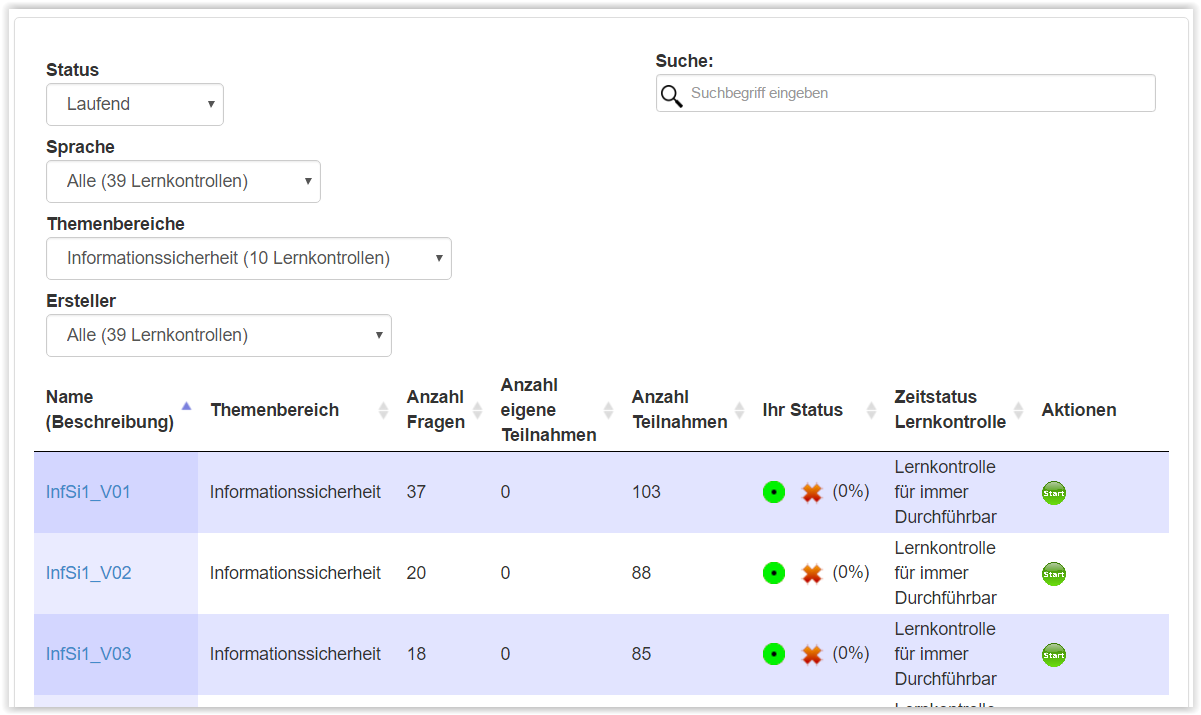 Status
Laufend
Suche:
Suchbegriff eingeben
Sprache
Alle (39 Lernkontrollen)
Themenbereiche
Informationssicherheit (10 Lernkontrollen)
Ersteller
Alle (39 Lernkontrollen)
Name
(Beschreibung)
Themenbereich
Anzahl
Fragen
Anzahl
eigene
Teilnahmen
Anzahl
Teilnahmen
Ihr Status
Zeitstatus
Lernkontrolle
Aktionen
InfSi1_V01
Informationssicherheit
37
0
103
(0%)
Lernkontrolle
für immer
Durchführbar
Start
InfSi1_V02
Informationssicherheit
20
0
88
(0%)
Lernkontrolle
für immer
Durchführbar
Start
InfSi1_V03
Informationssicherheit
18
0
85
(0%)
Lernkontrolle
für immer
Durchführbar
Start